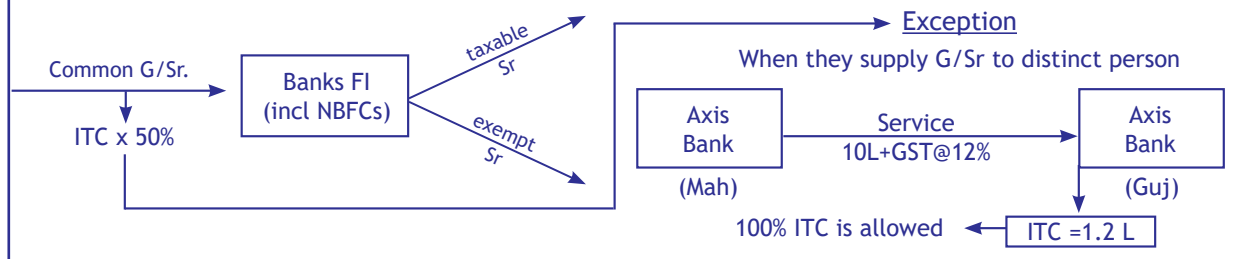 Common G/Sr.
ITC x 50%
Banks FI
(incl NBFCs)
taxable
Sr
exempt
Sr
Exception
When they supply G/Sr to distinct person
Axis
Bank
(Mah)
Service
10L+GST@12%
Axis
Bank
(Guj)
100% ITC is allowed
ITC =1.2 L